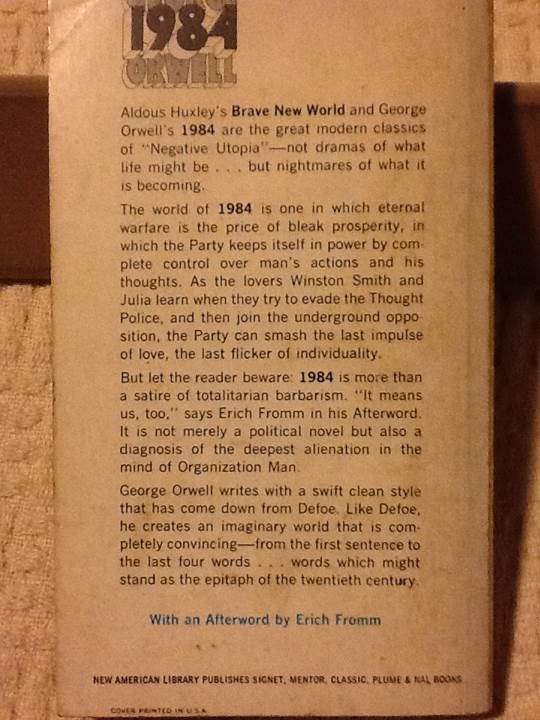 1984
ORWELL
Aldous Huxley's Brave New World and George
Orwell's 1984 are the great modern classics
of "Negative Utopia"—not dramas of what
life might be . . . but nightmares of what it
is becoming.
The world of 1984 is one in which eternal
warfare is the price of bleak prosperity, in
which the Party keeps itself in power by com-
plete control over man's actions and his
thoughts. As the lovers Winston Smith and
Julia learn when they try to evade the Thought
Police, and then join the underground oppo-
sition, the Party can smash the last impulse
of love, the last flicker of individuality.
But let the reader beware: 1984 is more than
a satire of totalitarian barbarism. "It means
us, too," says Erich Fromm in his Afterword.
It is not merely a political novel but also a
diagnosis of the deepest alienation in the
mind of Organization Man.
George Orwell writes with a swift clean style
that has come down from Defoe. Like Defoe,
he creates an imaginary world that is com-
pletely convincing—from the first sentence to
the last four words . . . words which might
stand as the epitaph of the twentieth century.
With an Afterword by Erich Fromm
NEW AMERICAN LIBRARY PUBLISHES SIGNET, MENTOR, CLASSIC, PLUME & NAL BOOKS
COVER PRINTED IN U.S.A.